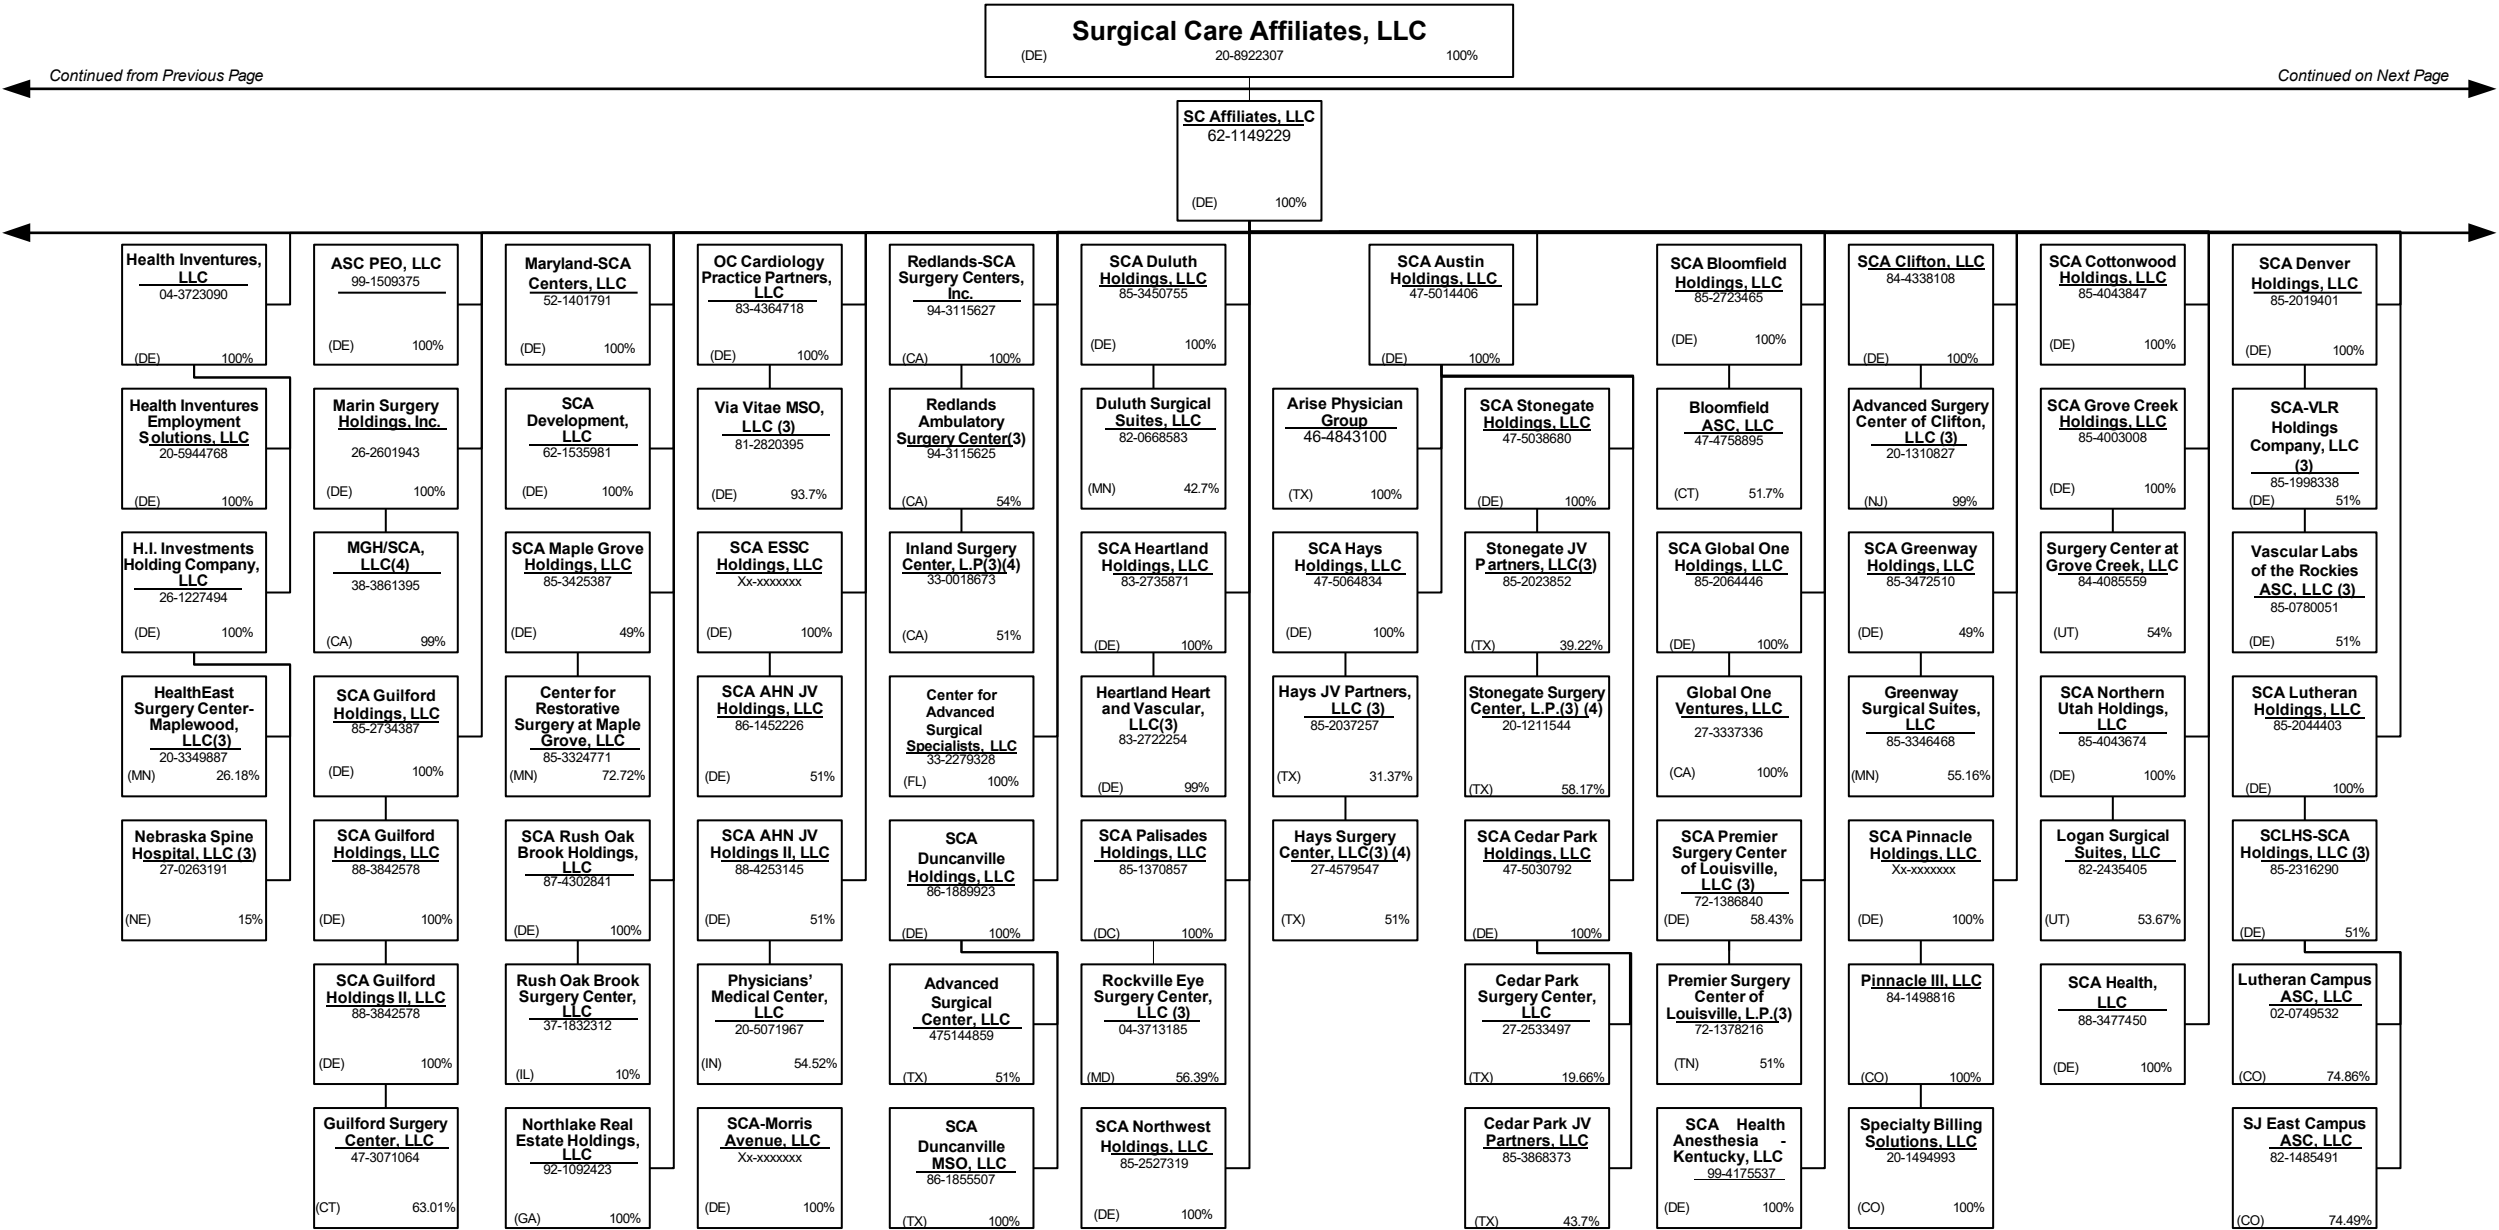 Surgical Care Affiliates, LLC
(DE) 20-8922307 100%
Continued from Previous Page
Continued on Next Page
SC Affiliates, LLC
62-1149229
(DE) 100%
Health Inventures,
LLC
04-3723090
(DE) 100%
Health Inventures
Employment
Solutions, LLC
20-5944768
(DE) 100%
H.I. Investments
Holding Company,
LLC
26-1227494
(DE) 100%
HealthEast
Surgery Center-
Maplewood,
LLC(3)
20-3349887
(MN) 26.18%
Nebraska Spine
Hospital, LLC (3)
27-0263191
(NE) 15%
ASC PEO, LLC
99-1509375
(DE) 100%
Marin Surgery
Holdings, Inc.
26-2601943
(DE) 100%
MGH/SCA,
LLC(4)
38-3861395
(CA) 99%
SCA Guilford
Holdings, LLC
85-2734387
(DE) 100%
SCA Guilford
Holdings, LLC
88-3842578
(DE) 100%
SCA Guilford
Holdings II, LLC
88-3842578
(DE) 100%
Guilford Surgery
Center, LLC
47-3071064
(CT) 63.01%
Maryland-SCA
Centers, LLC
52-1401791
(DE) 100%
SCA
Development,
LLC
62-1535981
(DE) 100%
SCA Maple Grove
Holdings, LLC
85-3425387
(DE) 49%
Center for
Restorative
Surgery at Maple
Grove, LLC
85-3324771
(MN) 72.72%
SCA Rush Oak
Brook Holdings,
LLC
87-4302841
(DE) 100%
Rush Oak Brook
Surgery Center,
LLC
37-1832312
(IL) 10%
Northlake Real
Estate Holdings,
LLC
92-1092423
(GA) 100%
OC Cardiology
Practice Partners,
LLC
83-4364718
(DE) 100%
Via Vitae MSO,
LLC (3)
81-2820395
(DE) 93.7%
SCA ESSC
Holdings, LLC
Xx-xxxxxxx
(DE) 100%
SCA AHN JV
Holdings, LLC
86-1452226
(DE) 51%
SCA AHN JV
Holdings II, LLC
88-4253145
(DE) 51%
Physicians’
Medical Center,
LLC
20-5071967
(IN) 54.52%
SCA-Morris
Avenue, LLC
Xx-xxxxxxx
(DE) 100%
Redlands-SCA
Surgery Centers,
Inc.
94-3115627
(CA) 100%
Redlands
Ambulatory
Surgery Center(3)
94-3115625
(CA) 54%
Inland Surgery
Center, L.P(3)(4)
33-0018673
(CA) 51%
Center for
Advanced
Surgical
Specialists, LLC
33-2279328
(FL) 100%
SCA
Duncanville
Holdings, LLC
86-1889923
(DE) 100%
Advanced
Surgical
Center, LLC
475144859
(TX) 51%
SCA
Duncanville
MSO, LLC
86-1855507
(TX) 100%
SCA Duluth
Holdings, LLC
85-3450755
(DE) 100%
Duluth Surgical
Suites, LLC
82-0668583
(MN) 42.7%
SCA Heartland
Holdings, LLC
83-2735871
(DE) 100%
Heartland Heart
and Vascular,
LLC(3)
83-2722254
(DE) 99%
SCA Palisades
Holdings, LLC
85-1370857
(DC) 100%
Rockville Eye
Surgery Center,
LLC (3)
04-3713185
(MD) 56.39%
SCA Northwest
Holdings, LLC
85-2527319
(DE) 100%
SCA Austin
Holdings, LLC
47-5014406
(DE) 100%
Arise Physician
Group
46-4843100
(TX) 100%
SCA Hays
Holdings, LLC
47-5064834
(DE) 100%
Hays JV Partners,
LLC (3)
85-2037257
(TX) 31.37%
Hays Surgery
Center, LLC(3) (4)
27-4579547
(TX) 51%
SCA Stonegate
Holdings, LLC
47-5038680
(DE) 100%
Stonegate JV
Partners, LLC(3)
85-2023852
(TX) 39.22%
Stonegate Surgery
Center, L.P.(3) (4)
20-1211544
(TX) 58.17%
SCA Cedar Park
Holdings, LLC
47-5030792
(DE) 100%
Cedar Park
Surgery Center,
LLC
27-2533497
(TX) 19.66%
Cedar Park JV
Partners, LLC
85-3868373
(TX) 43.7%
SCA Bloomfield
Holdings, LLC
85-2723465
(DE) 100%
Bloomfield
ASC, LLC
47-4758895
(CT) 51.7%
SCA Global One
Holdings, LLC
85-2064446
(DE) 100%
Global One
Ventures, LLC
27-3337336
(CA) 100%
SCA Premier
Surgery Center
of Louisville,
LLC (3)
72-1386840
(DE) 58.43%
Premier Surgery
Center of
Louisville, L.P.(3)
72-1378216
(TN) 51%
SCA Health
Anesthesia -
Kentucky, LLC
99-4175537
(DE) 100%
SCA Clifton, LLC
84-4338108
(DE) 100%
Advanced Surgery
Center of Clifton,
LLC (3)
20-1310827
(NJ) 99%
SCA Greenway
Holdings, LLC
85-3472510
(DE) 49%
Greenway
Surgical Suites,
LLC
85-3346468
(MN) 55.16%
SCA Pinnacle
Holdings, LLC
Xx-xxxxxxx
(DE) 100%
Pinnacle III, LLC
84-1498816
(CO) 100%
Specialty Billing
Solutions, LLC
20-1494993
(CO) 100%
SCA Cottonwood
Holdings, LLC
85-4043847
(DE) 100%
SCA Grove Creek
Holdings, LLC
85-4003008
(DE) 100%
Surgery Center at
Grove Creek, LLC
84-4085559
(UT) 54%
SCA Northern
Utah Holdings,
LLC
85-4043674
(DE) 100%
Logan Surgical
Suites, LLC
82-2435405
(UT) 53.67%
SCA Health,
LLC
88-3477450
(DE) 100%
SCA Denver
Holdings, LLC
85-2019401
(DE) 100%
SCA-VLR
Holdings
Company, LLC
(3)
85-1998338
(DE) 51%
Vascular Labs
of the Rockies
ASC, LLC (3)
85-0780051
(DE) 51%
SCA Lutheran
Holdings, LLC
85-2044403
(DE) 100%
SCLHS-SCA
Holdings, LLC (3)
85-2316290
(DE) 51%
Lutheran Campus
ASC, LLC
02-0749532
(CO) 74.86%
SJ East Campus
ASC, LLC
82-1485491
(CO) 74.49%